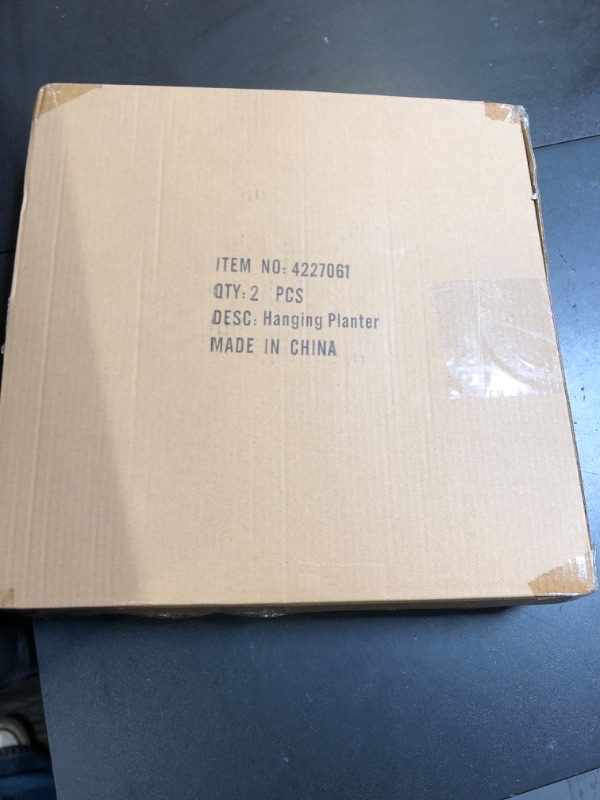 ITEM NO: 4227061
QTY: 2 PCS
DESC: Hanging Planter
MADE IN CHINA